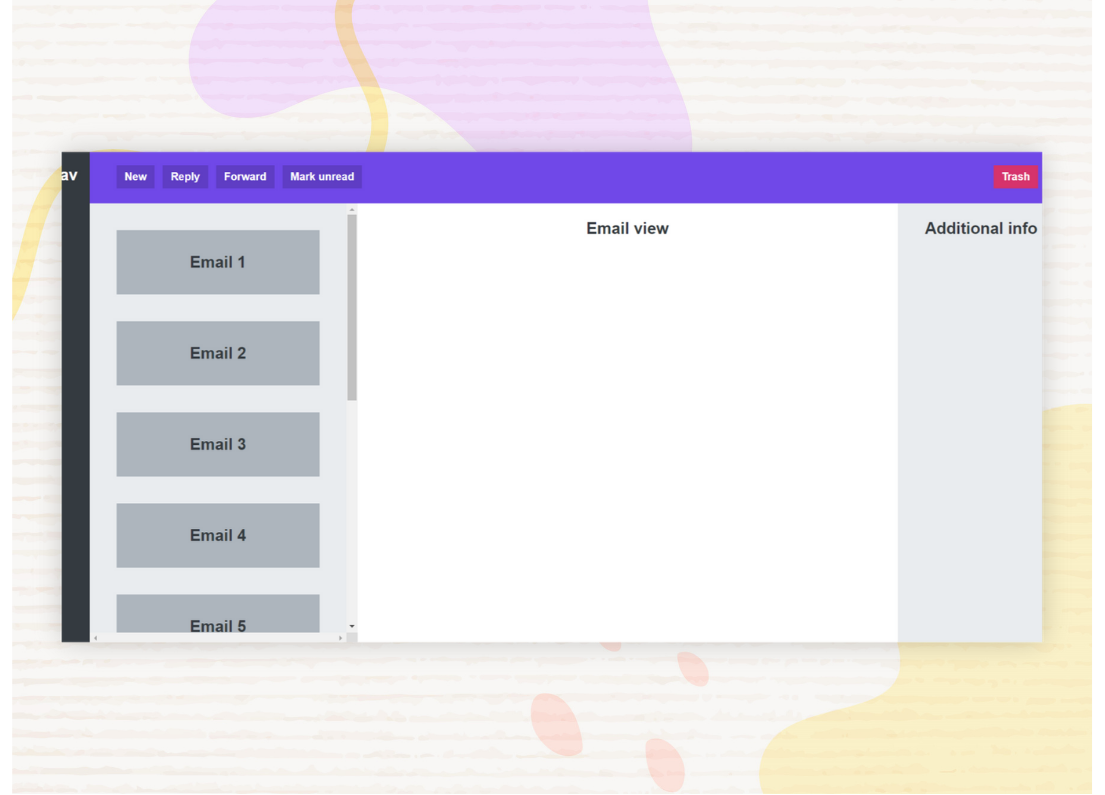 av
New Reply Forward Mark unread Trash
Email view
Additional info
Email 1
Email 2
Email 3
Email 4
Email 5